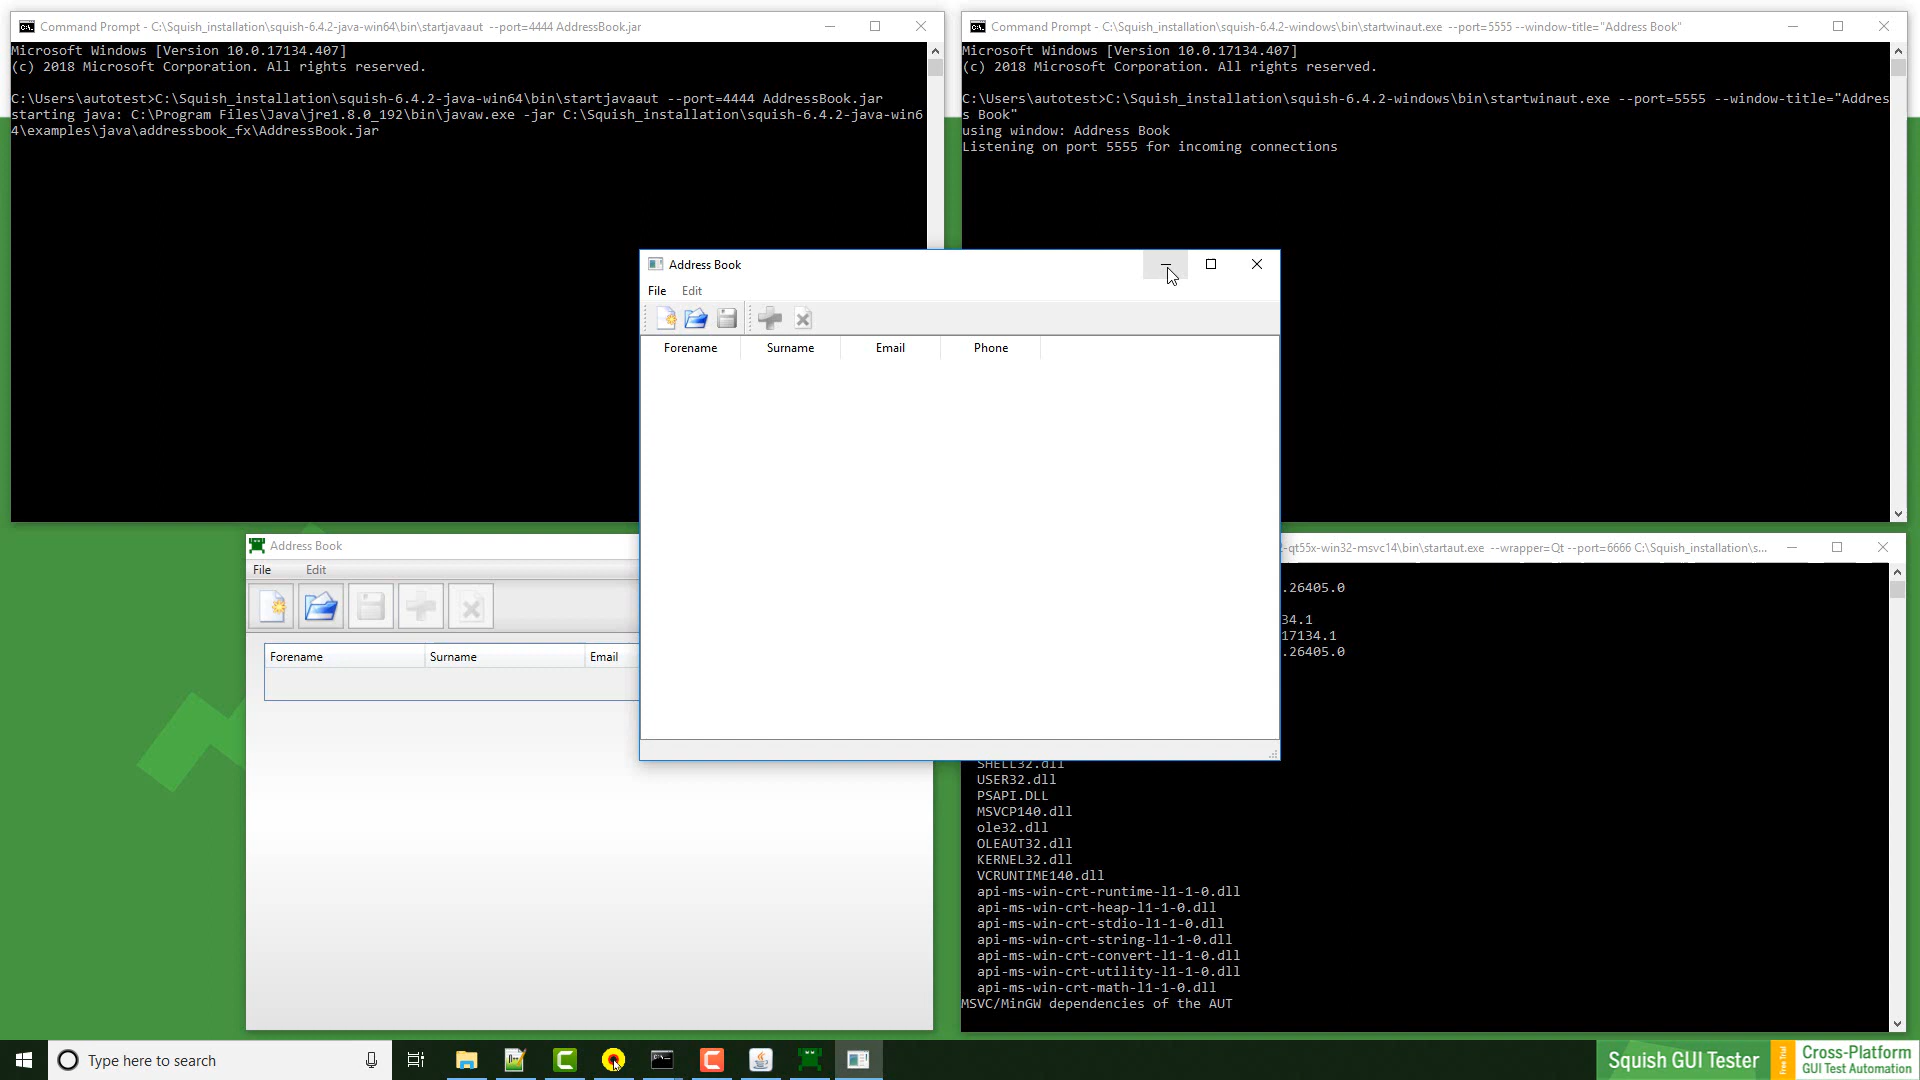 Command Prompt - C:\Squish_installation\squish-6.4.2-java-win64\bin\startjavaaut --port=4444 AddressBook.jar
Microsoft Windows [Version 10.0.17134.407]
(c) 2018 Microsoft Corporation. All rights reserved.
C:\Users\autotest>C:\Squish_installation\squish-6.4.2-java-win64\bin\startjavaaut --port=4444 AddressBook.jar
starting java: C:\Program Files\Java\jre1.8.0_192\bin\javaw.exe -jar C:\Squish_installation\squish-6.4.2-java-win6
4\examples\java\addressbook_fx\AddressBook.jar
Command Prompt - C:\Squish_installation\squish-6.4.2-windows\bin\startwinaut.exe --port=5555 --window-title="Address Book"
Microsoft Windows [Version 10.0.17134.407]
(c) 2018 Microsoft Corporation. All rights reserved.
C:\Users\autotest>C:\Squish_installation\squish-6.4.2-windows\bin\startwinaut.exe --port=5555 --window-title="Addres
s Book"
using window: Address Book
Listening on port 5555 for incoming connections
Address Book
File Edit
Forename Surname Email Phone
Address Book
File Edit
Forename Surname Email
2-qt55x-win32-msvc14\bin\startaut.exe --wrapper=Qt --port=6666 C:\Squish_installation\s...
.26405.0
34.1
17134.1
.26405.0
SHELL32.dll
USER32.dll
PSAPI.DLL
MSVCP140.dll
ole32.dll
OLEAUT32.dll
KERNEL32.dll
VCRUNTIME140.dll
api-ms-win-crt-runtime-l1-1-0.dll
api-ms-win-crt-heap-l1-1-0.dll
api-ms-win-crt-stdio-l1-1-0.dll
api-ms-win-crt-string-l1-1-0.dll
api-ms-win-crt-convert-l1-1-0.dll
api-ms-win-crt-utility-l1-1-0.dll
api-ms-win-crt-math-l1-1-0.dll
MSVC/MinGW dependencies of the AUT
Type here to search
Squish GUI Tester
Free Trial
Cross-Platform
GUI Test Automation